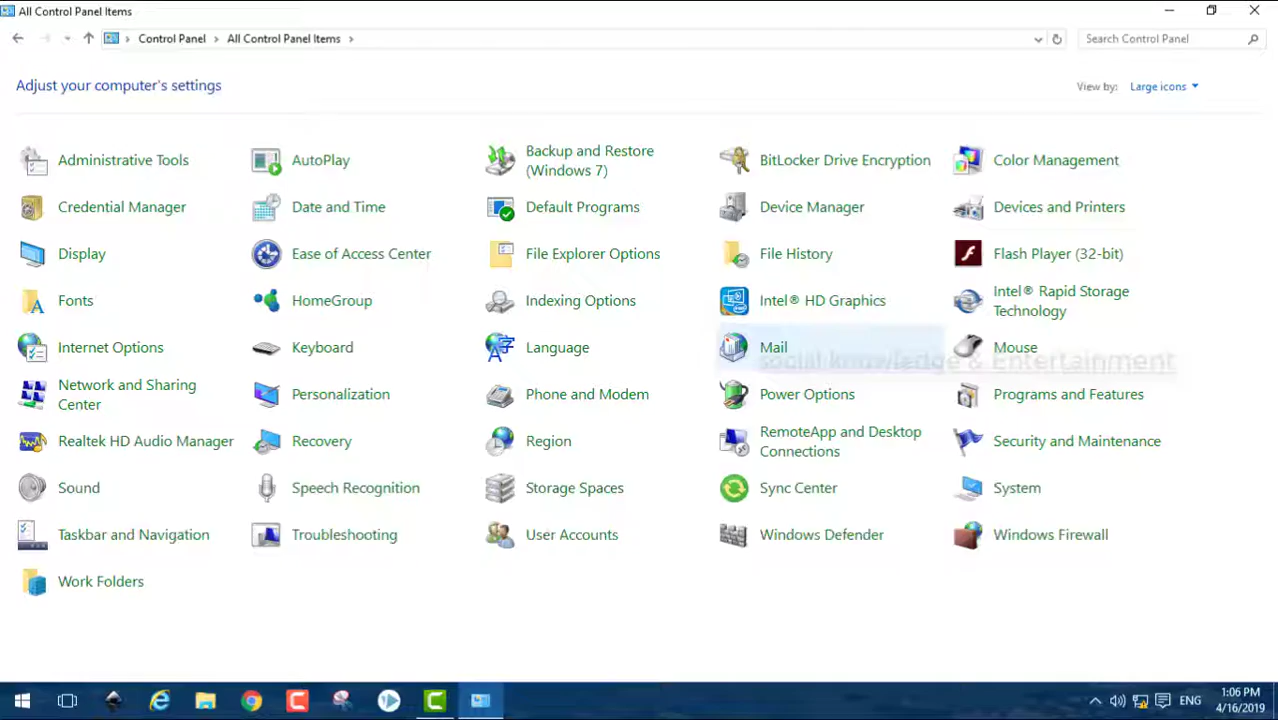 All Control Panel Items
Control Panel > All Control Panel Items >
Search Control Panel
Adjust your computer's settings
View by: Large icons
Administrative Tools
AutoPlay
Backup and Restore
(Windows 7)
BitLocker Drive Encryption
Color Management
Credential Manager
Date and Time
Default Programs
Device Manager
Devices and Printers
Display
Ease of Access Center
File Explorer Options
File History
Flash Player (32-bit)
Fonts
HomeGroup
Indexing Options
Intel® HD Graphics
Intel® Rapid Storage
Technology
Internet Options
Keyboard
Language
Mail
Mouse
social knowledge & Entertainment
Network and Sharing
Center
Personalization
Phone and Modem
Power Options
Programs and Features
Realtek HD Audio Manager
Recovery
Region
RemoteApp and Desktop
Connections
Security and Maintenance
Sound
Speech Recognition
Storage Spaces
Sync Center
System
Taskbar and Navigation
Troubleshooting
User Accounts
Windows Defender
Windows Firewall
Work Folders
ENG
1:06 PM
4/16/2019